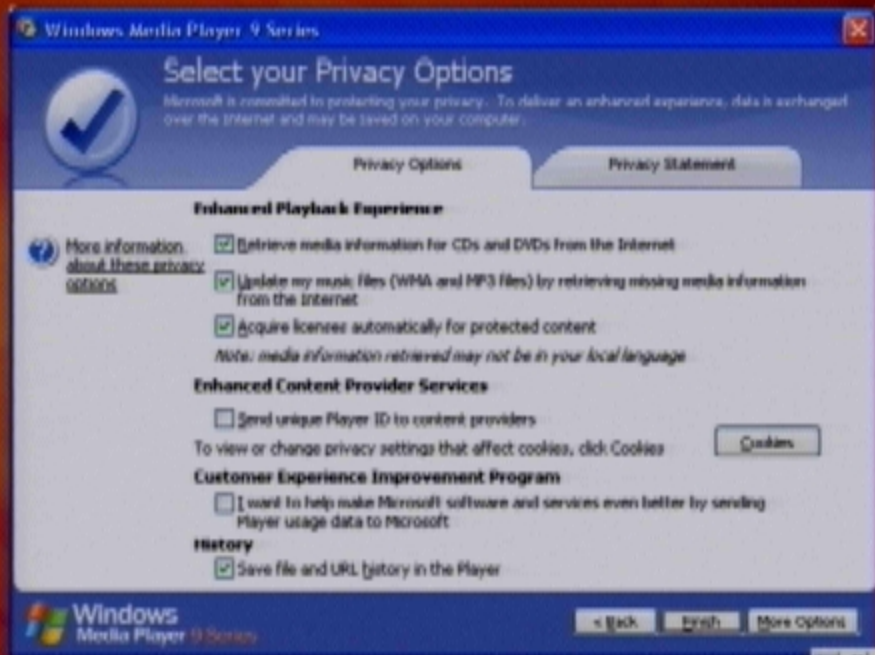 Windows Media Player 9 Series
Select your Privacy Options
Microsoft is committed to protecting your privacy. To deliver an enhanced experience, data is exchanged
over the Internet and may be saved on your computer.
Privacy Options
Privacy Statement
Enhanced Playback Experience
More information
about these privacy
options
Retrieve media information for CDs and DVDs from the Internet
Update my music files (WMA and MP3 files) by retrieving missing media information
from the Internet
Acquire licenses automatically for protected content
Note: media information retrieved may not be in your local language
Enhanced Content Provider Services
Send unique Player ID to content providers
To view or change privacy settings that affect cookies, click Cookies
Cookies
Customer Experience Improvement Program
I want to help make Microsoft software and services even better by sending
Player usage data to Microsoft
History
Save file and URL history in the Player
Windows
Media Player 9 Series
< Back
Finish
More Options